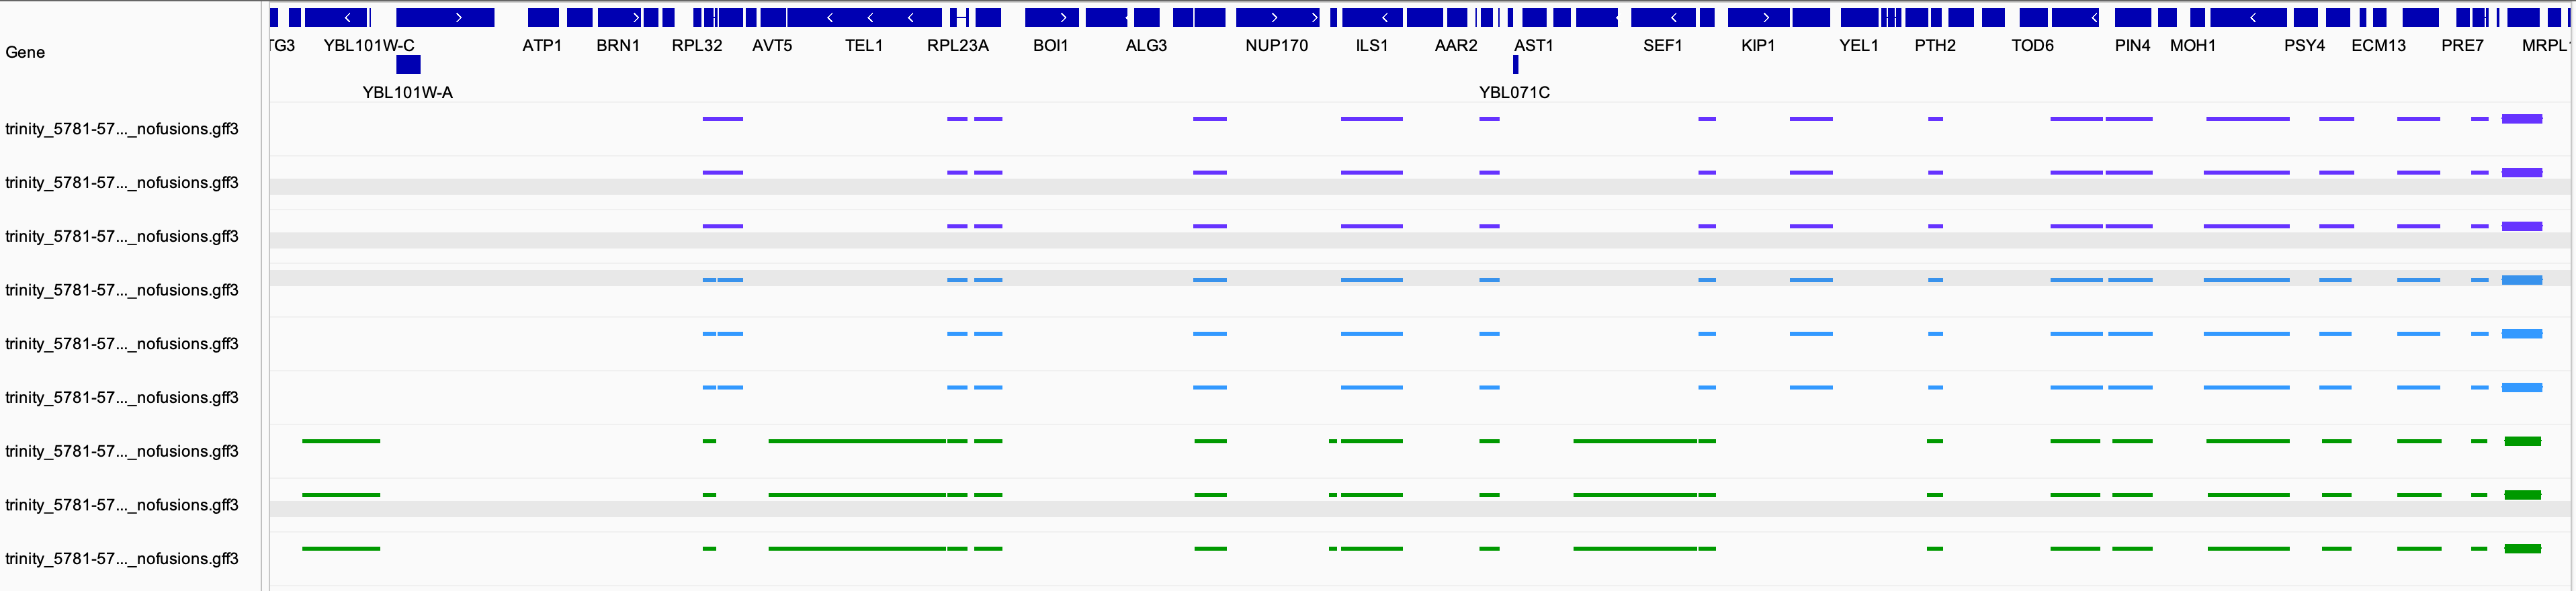 TG3 YBL101W-C ATP1 BRN1 RPL32 AVT5 TEL1 RPL23A BOI1 ALG3 NUP170 ILS1 AAR2 AST1 SEF1 KIP1 YEL1 PTH2 TOD6 PIN4 MOH1 PSY4 ECM13 PRE7 MRPL
Gene
YBL101W-A YBL071C
trinity_5781-57..._nofusions.gff3
trinity_5781-57..._nofusions.gff3
trinity_5781-57..._nofusions.gff3
trinity_5781-57..._nofusions.gff3
trinity_5781-57..._nofusions.gff3
trinity_5781-57..._nofusions.gff3
trinity_5781-57..._nofusions.gff3
trinity_5781-57..._nofusions.gff3
trinity_5781-57..._nofusions.gff3